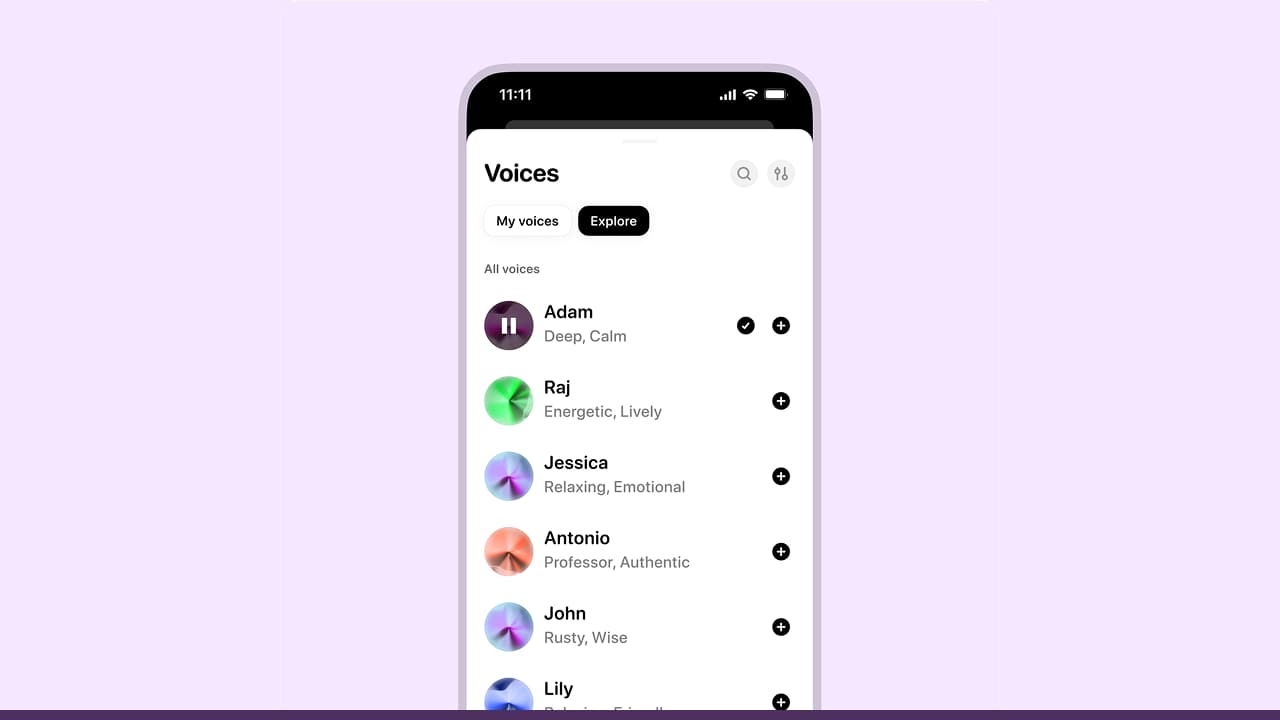 11:11
Voices
My voices
Explore
All voices
Adam
Deep, Calm
Raj
Energetic, Lively
Jessica
Relaxing, Emotional
Antonio
Professor, Authentic
John
Rusty, Wise
Lily